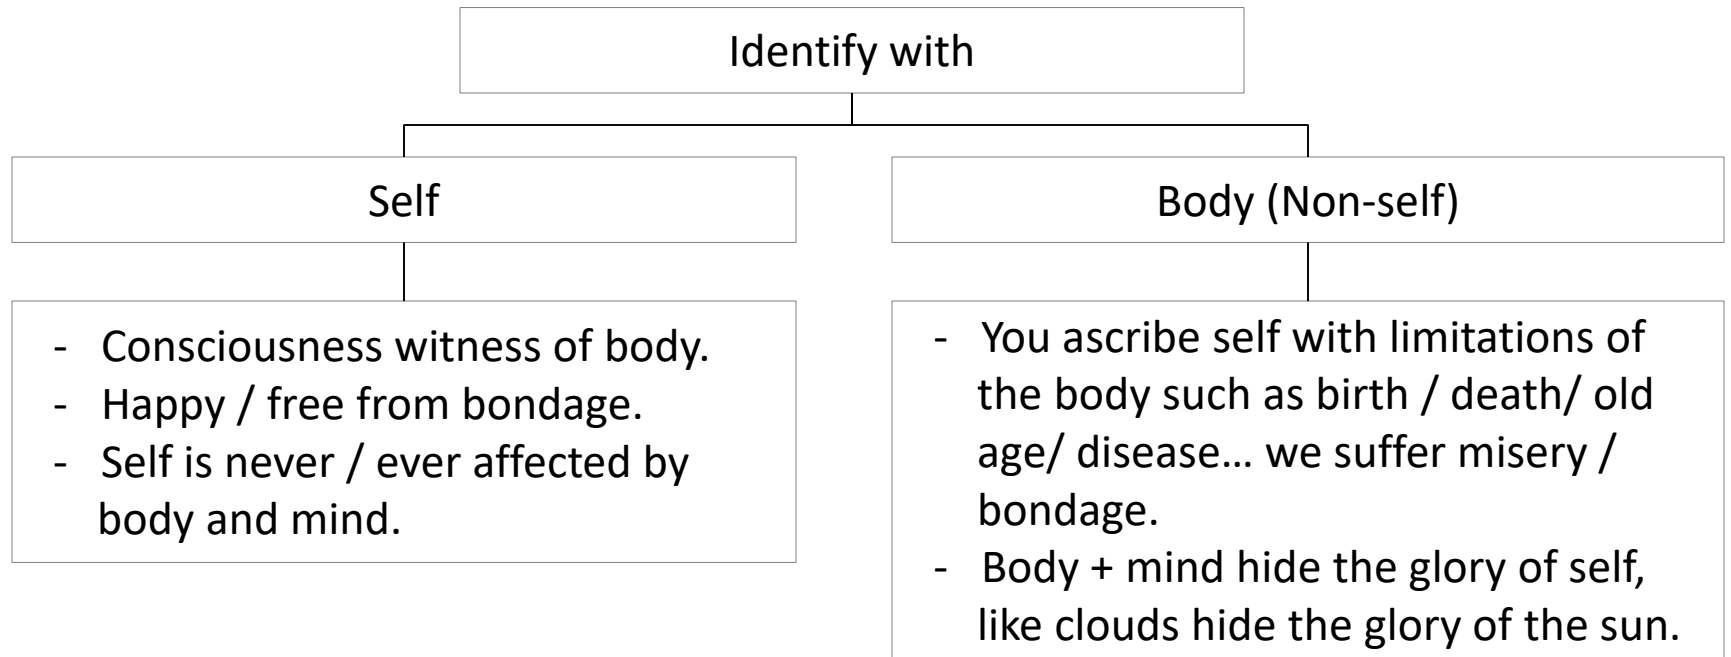 Identify with
Self
- Consciousness witness of body.
- Happy / free from bondage.
- Self is never / ever affected by
body and mind.
Body (Non-self)
- You ascribe self with limitations of
the body such as birth / death/ old
age/ disease... we suffer misery /
bondage.
- Body + mind hide the glory of self,
like clouds hide the glory of the sun.